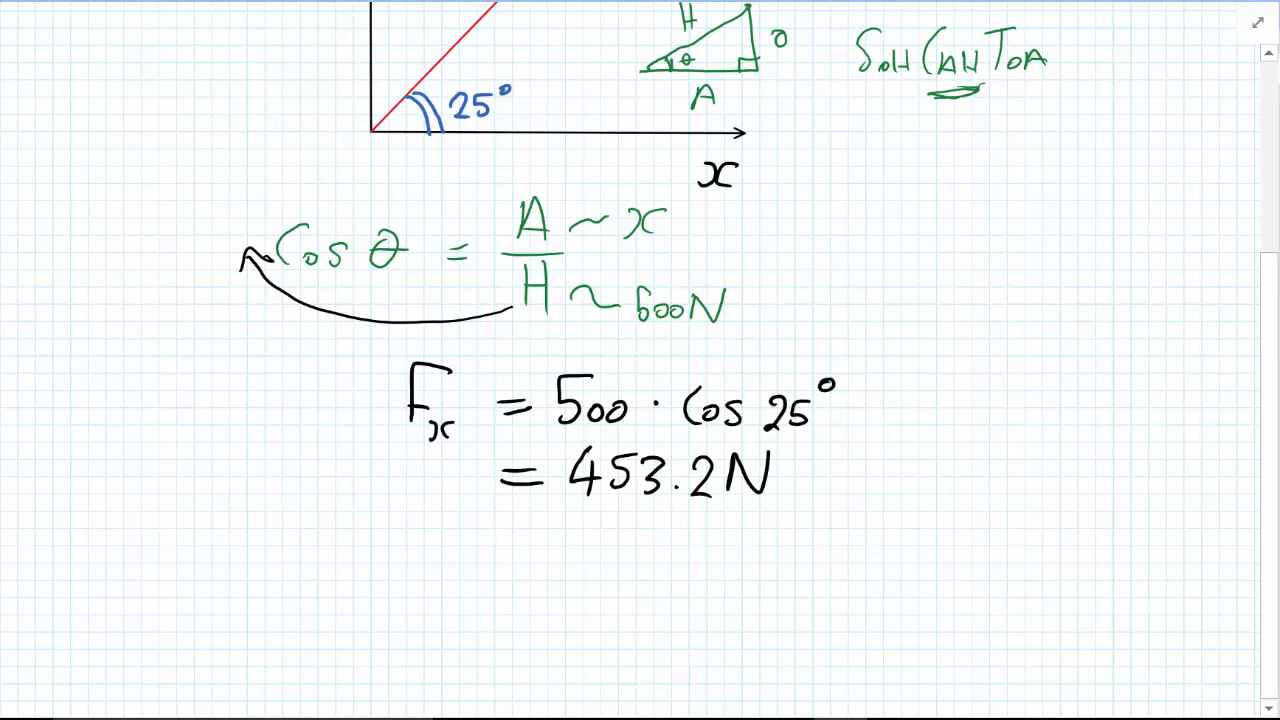 H
O
θ
SOH CAH TOA
A
25°
x
Cos θ = A ~ x
H ~ 500N
Fx = 500 · Cos 25°
= 453.2N